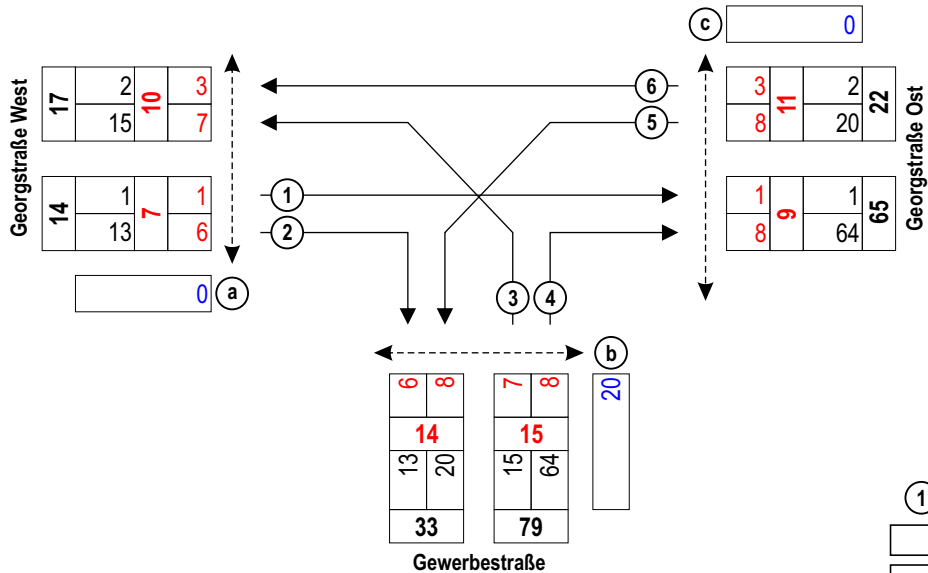 c 0
Georgstraße West
17 2 10 3
15 7
6
3 11 2 22
8 20
Georgstraße Ost
5
14 1 7 1
13 6
1
2
1 9 1 65
8 64
0 a
3 4
b
6 8
14
13 20
33
7 8
15
15 64
79
20
Gewerbestraße
1